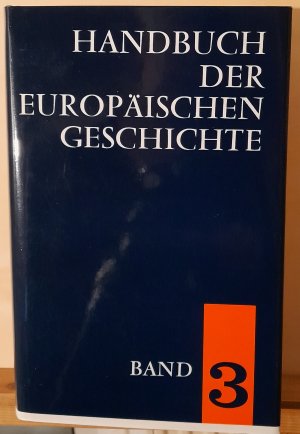 HANDBUCH
DER
EUROPÄISCHEN
GESCHICHTE
BAND 3